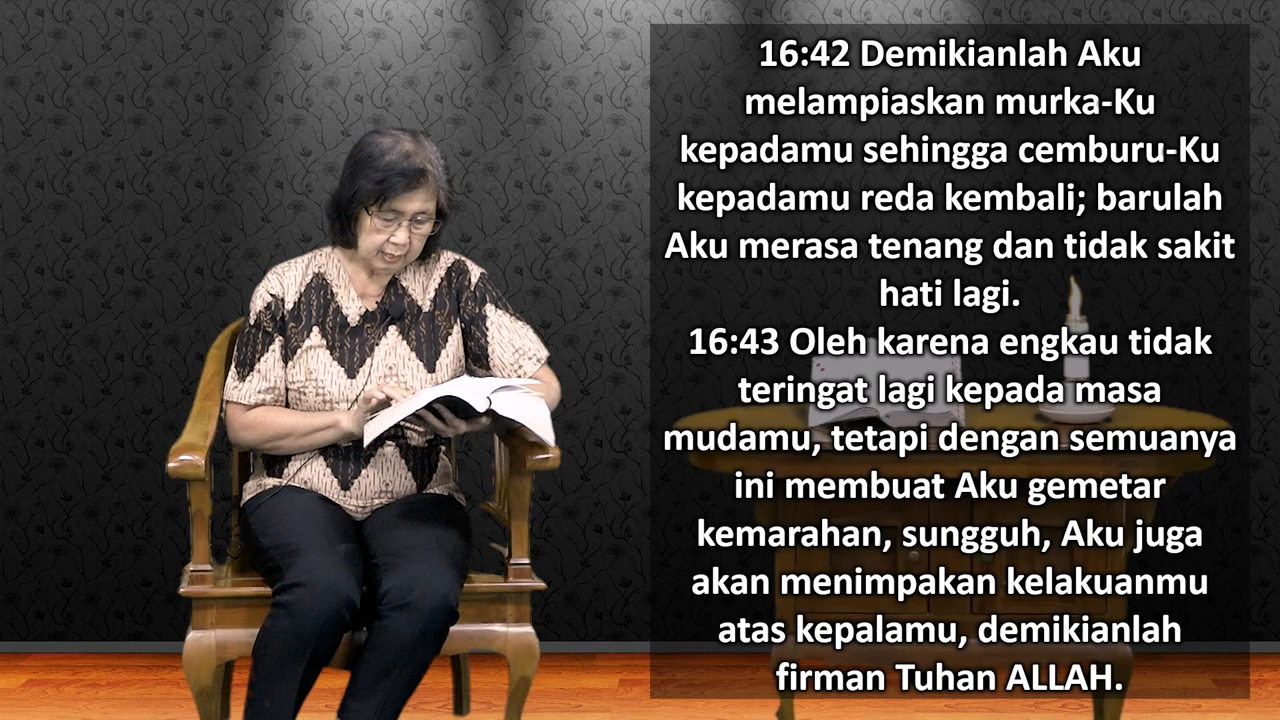 16:42 Demikianlah Aku
melampiaskan murka-Ku
kepadamu sehingga cemburu-Ku
kepadamu reda kembali; barulah
Aku merasa tenang dan tidak sakit
hati lagi.
16:43 Oleh karena engkau tidak
teringat lagi kepada masa
mudamu, tetapi dengan semuanya
ini membuat Aku gemetar
kemarahan, sungguh, Aku juga
akan menimpakan kelakuanmu
atas kepalamu, demikianlah
firman Tuhan ALLAH.